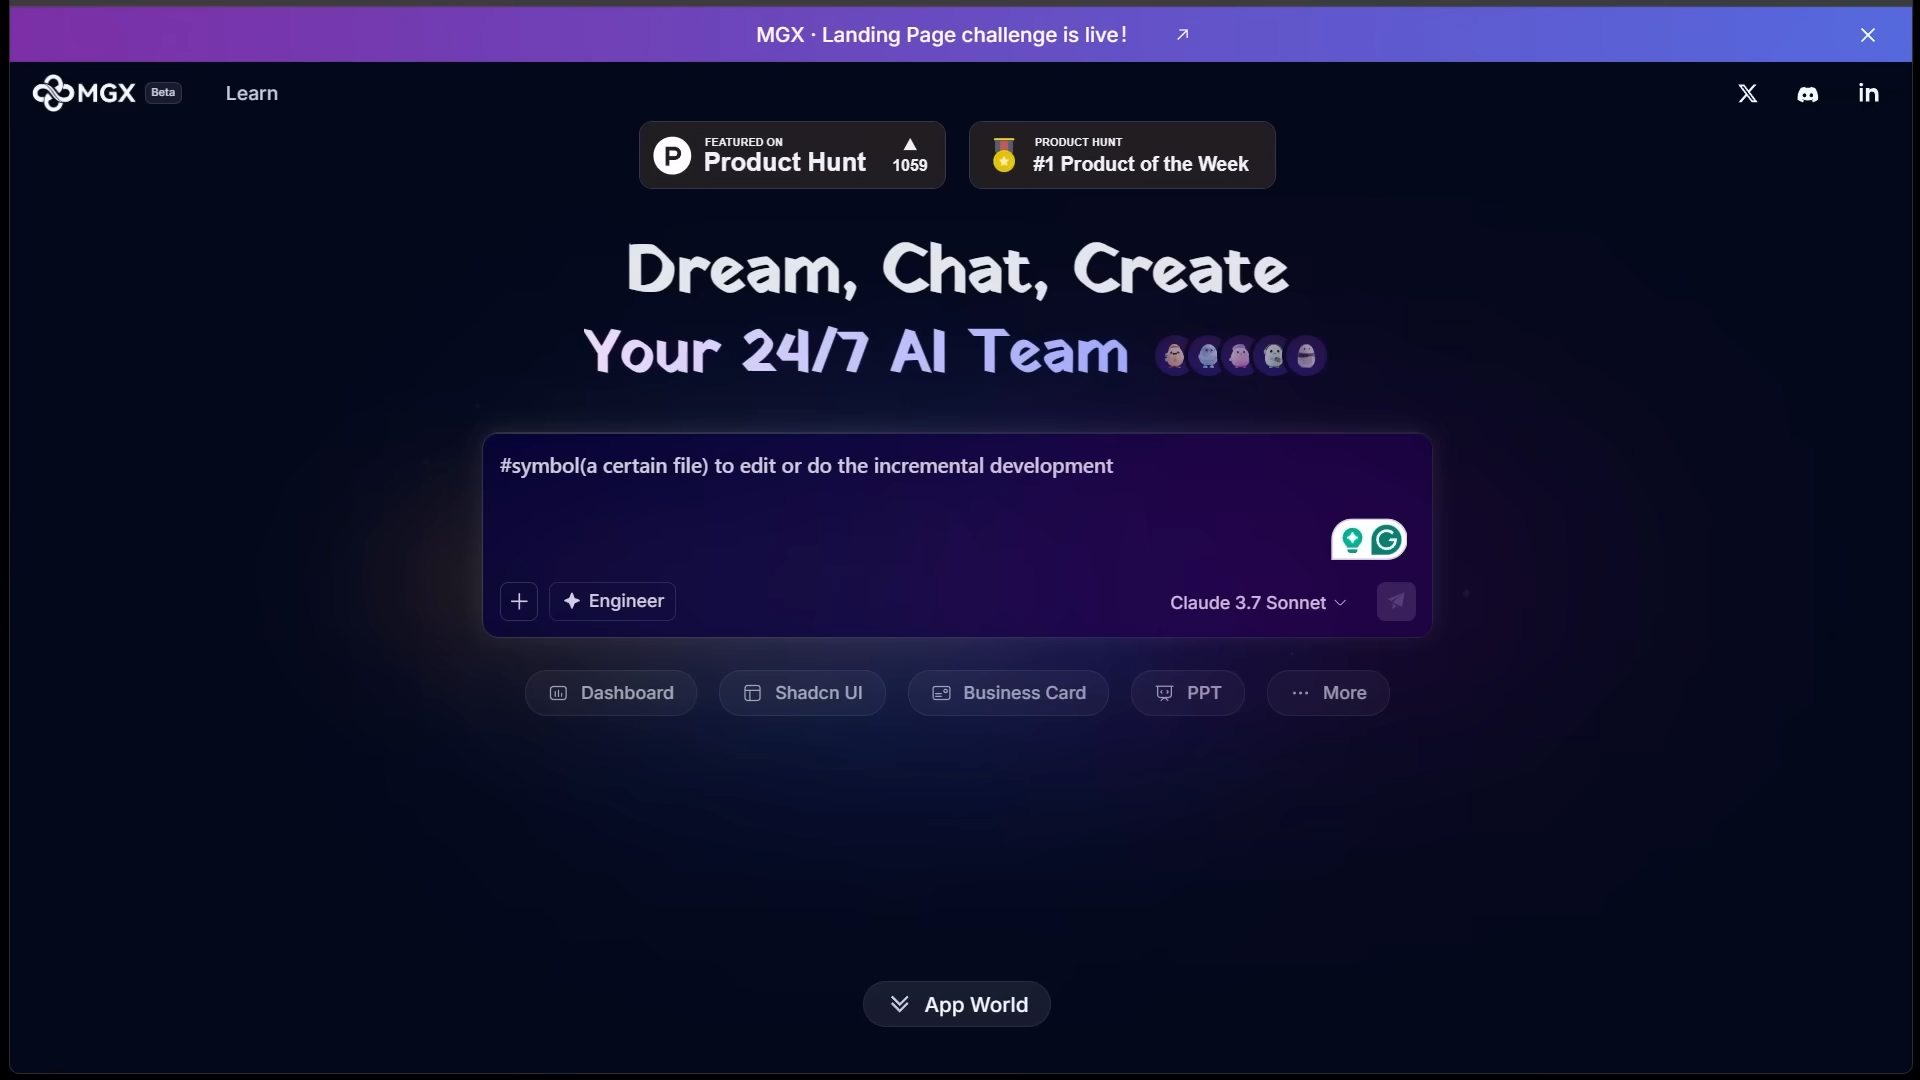 MGX · Landing Page challenge is live!
MGX Beta Learn
FEATURED ON
Product Hunt
1059
PRODUCT HUNT
#1 Product of the Week
Dream, Chat, Create
Your 24/7 AI Team
#symbol(a certain file) to edit or do the incremental development
Engineer
Claude 3.7 Sonnet
Dashboard
Shadcn UI
Business Card
PPT
More
App World